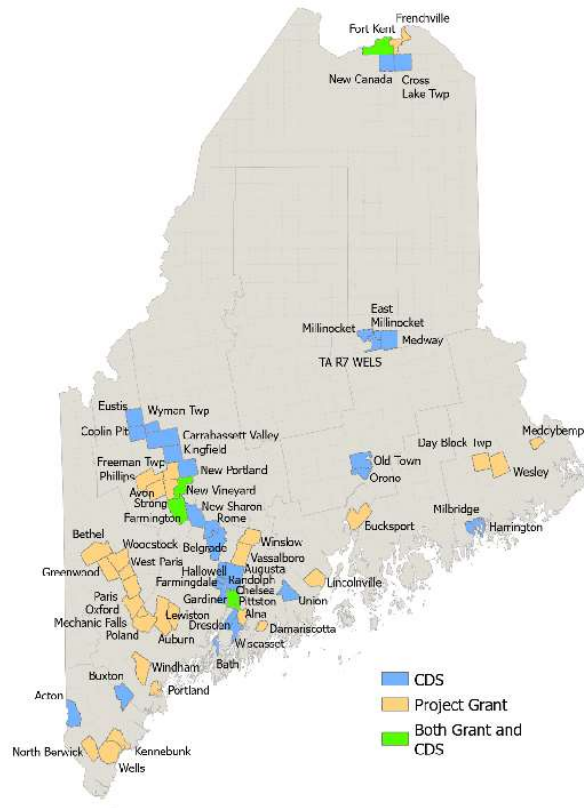 Frenchville
Fort Kent
New Canada
Cross
Lake Twp
East
Millinocket
Millinocket
Medway
TA R7 WELS
Eustis
Wyman Twp
Coplin Plt
Carrabassett Valley
Kingfield
Freeman Twp
New Portland
Phillips
Avon
New Vineyard
Strong
New Sharon
Farmington
Rome
Belgrade
Medcybemp
Day Block Twp
Wesley
Old Town
Orono
Milbridge
Harrington
Bucksport
Bethel
Woocstock
West Paris
Greenwood
Winslow
Vassalboro
Augusta
Hallowell
Randolph
Farmingdale
Chelsea
Gardiner
Pittston
Lincolnville
Union
Paris
Oxford
Mechanic Falls
Lewiston
Poland
Auburn
Dresden
Alna
Damariscotta
Wiscasset
Bath
Windham
Buxton
Portland
Acton
North Berwick
Kennebunk
Wells
CDS
Project Grant
Both Grant and
CDS